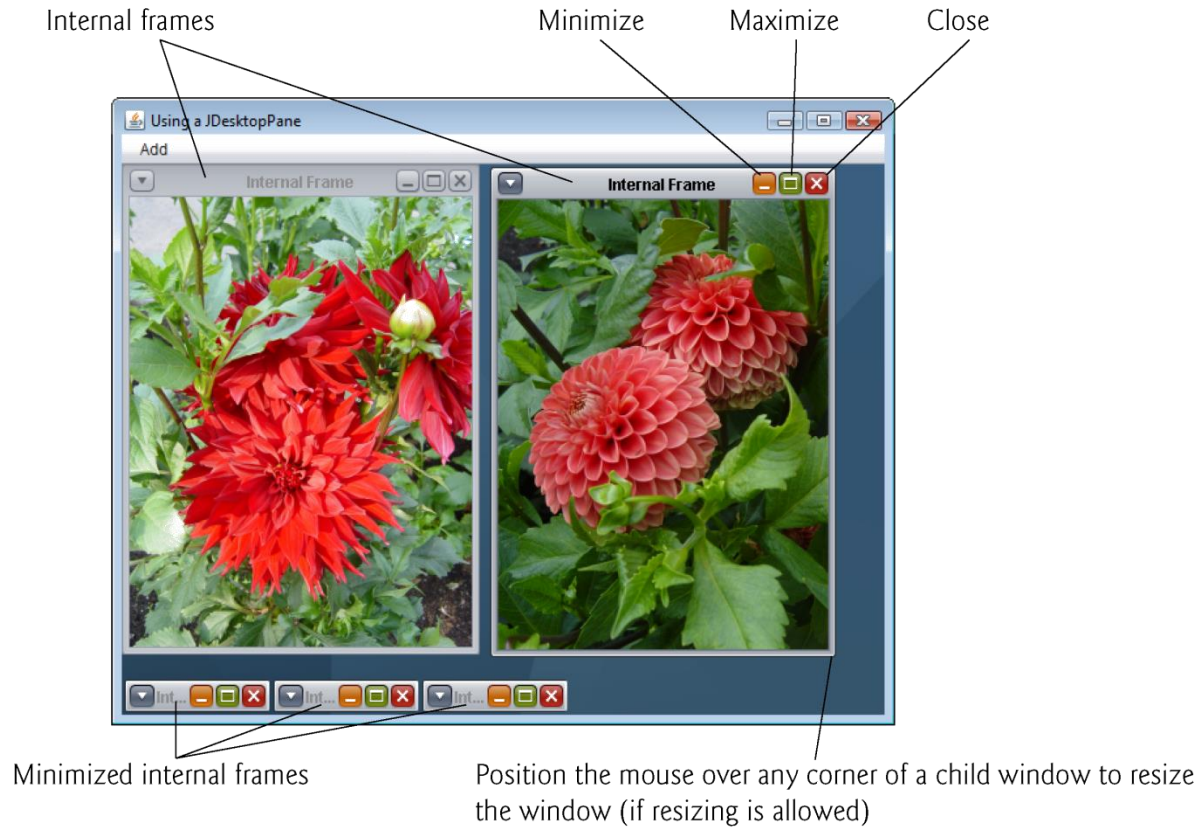 Internal frames
Minimize
Maximize
Close
Using a JDesktopPane
Add
Internal Frame
Internal Frame
Int...
Int...
Int...
Minimized internal frames
Position the mouse over any corner of a child window to resize
the window (if resizing is allowed)